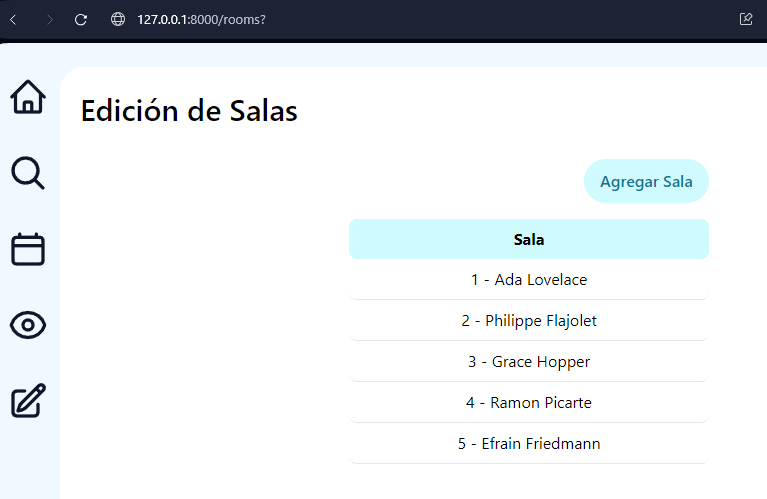 127.0.0.1:8000/rooms?
Edición de Salas
Agregar Sala
Sala
1 - Ada Lovelace
2 - Philippe Flajolet
3 - Grace Hopper
4 - Ramon Picarte
5 - Efrain Friedmann